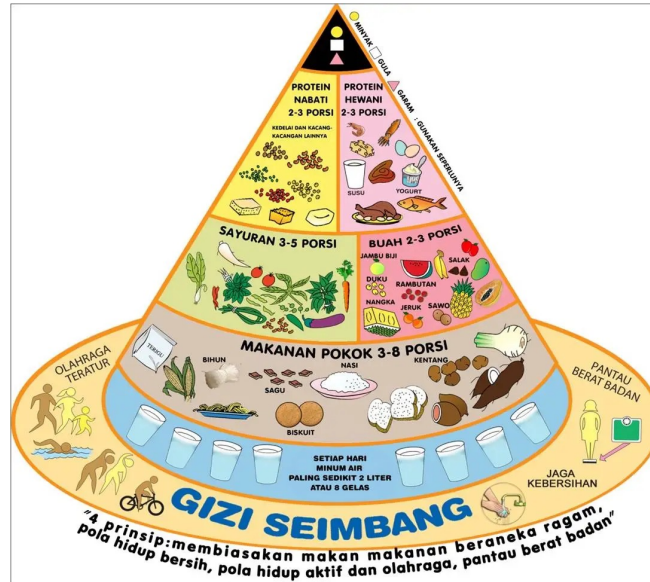 MINYAK
GULA
GARAM : GUNAKAN SEPERLUNYA
PROTEIN
NABATI
2-3 PORSI
KEDELAI DAN KACANG-
KACANGAN LAINNYA
PROTEIN
HEWANI
2-3 PORSI
SUSU
YOGURT
SAYURAN 3-5 PORSI
BUAH 2-3 PORSI
JAMBU BIJI
SALAK
DUKU
RAMBUTAN
NANGKA
SAWO
JERUK
MAKANAN POKOK 3-8 PORSI
TERIGU
BIHUN
NASI
KENTANG
SAGU
BISKUIT
OLAHRAGA
TERATUR
PANTAU
BERAT BADAN
SETIAP HARI
MINUM AIR
PALING SEDIKIT 2 LITER
ATAU 8 GELAS
JAGA
KEBERSIHAN
GIZI SEIMBANG
"4 prinsip:membiasakan makan makanan beraneka ragam,
pola hidup bersih, pola hidup aktif dan olahraga, pantau berat badan"